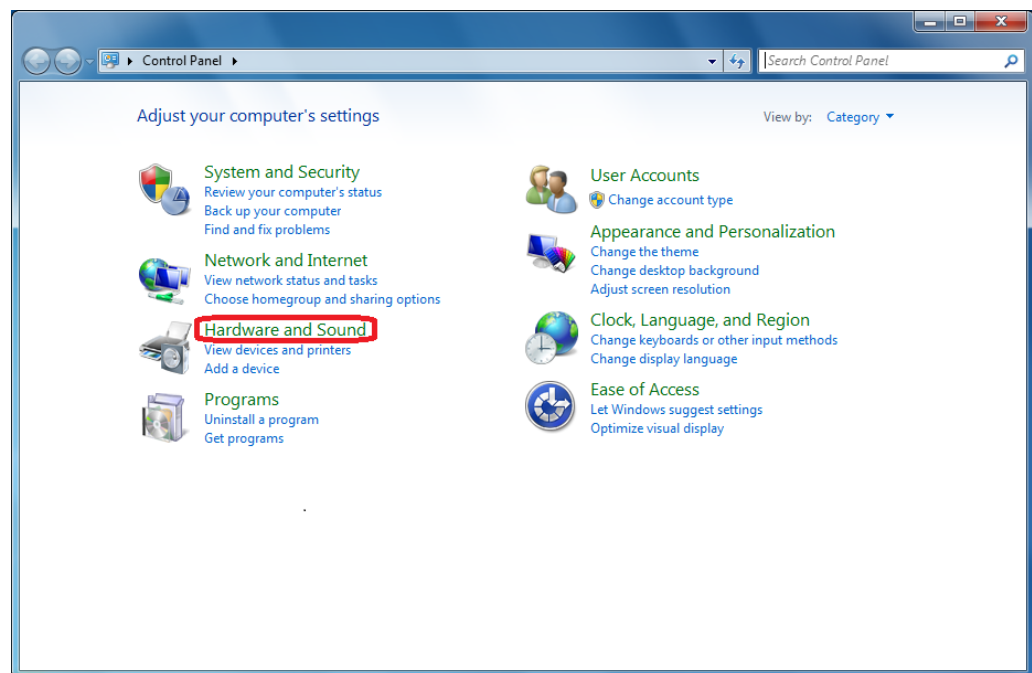 Control Panel
Search Control Panel
Adjust your computer's settings
View by: Category
System and Security
Review your computer's status
Back up your computer
Find and fix problems
Network and Internet
View network status and tasks
Choose homegroup and sharing options
Hardware and Sound
View devices and printers
Add a device
Programs
Uninstall a program
Get programs
User Accounts
Change account type
Appearance and Personalization
Change the theme
Change desktop background
Adjust screen resolution
Clock, Language, and Region
Change keyboards or other input methods
Change display language
Ease of Access
Let Windows suggest settings
Optimize visual display